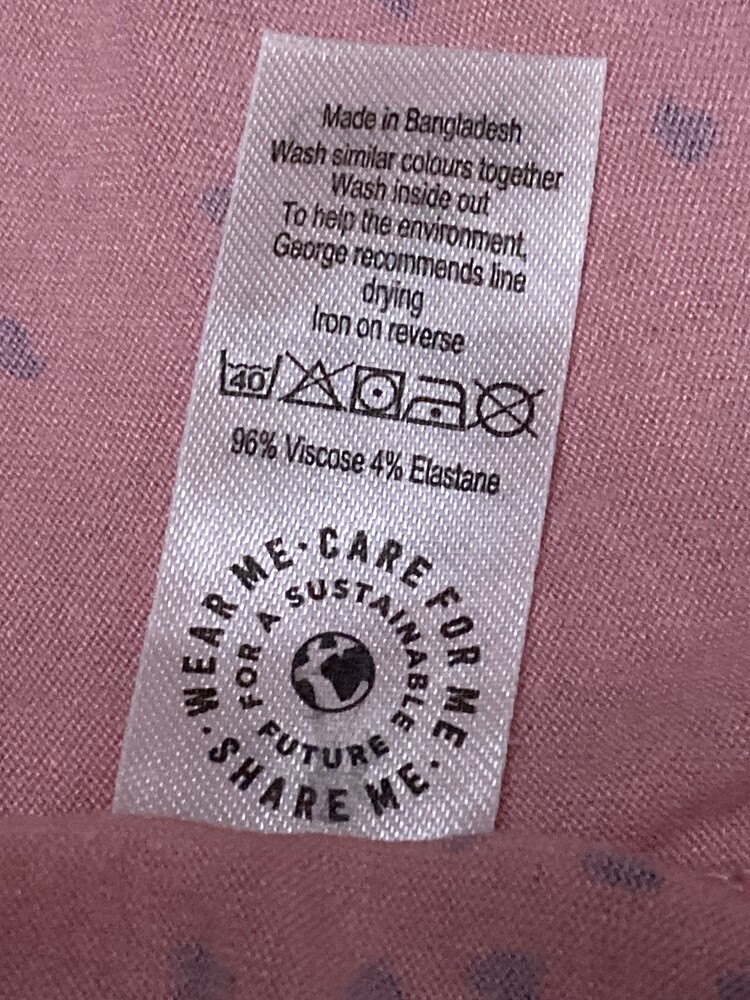 Made in Bangladesh
Wash similar colours together
Wash inside out
To help the environment,
George recommends line
drying
Iron on reverse
40
96% Viscose 4% Elastane
WEAR ME · CARE FOR ME · SHARE ME ·
FOR A SUSTAINABLE FUTURE